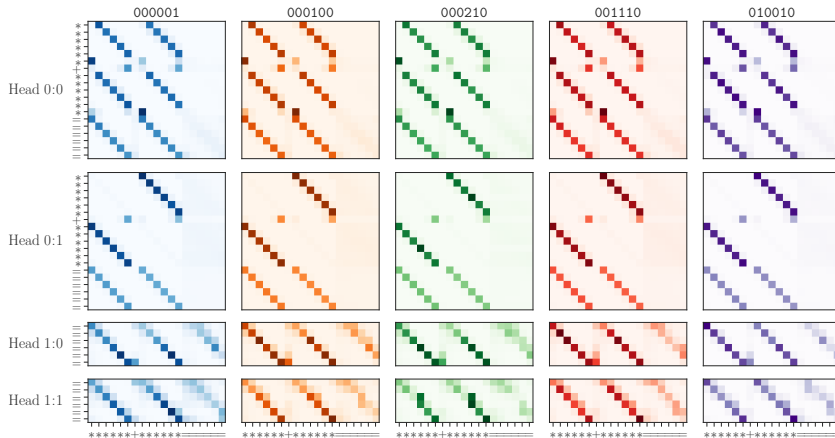 000001 000100 000210 001110 010010
Head 0:0
******+******======
Head 0:1
******+******======
Head 1:0
======
Head 1:1
======
******+******====== ******+******====== ******+******====== ******+******====== ******+******======